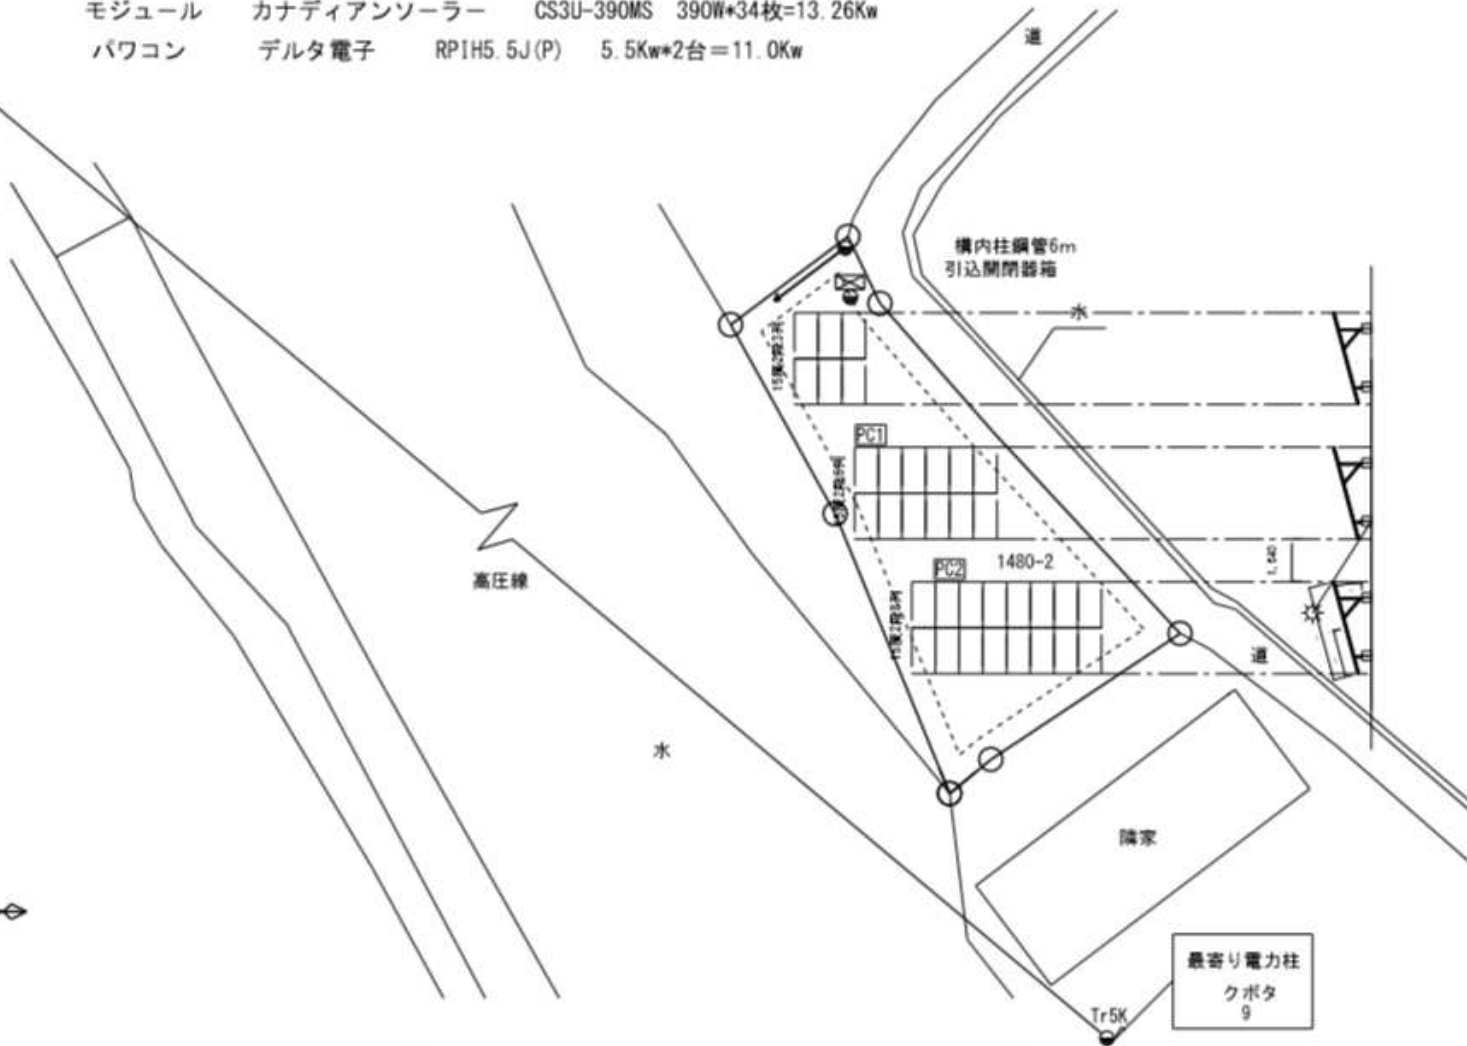 モジュール カナディアンソーラー CS3U-390MS 390W*34枚=13.26Kw
パワコン デルタ電子 RPIH5.5J(P) 5.5Kw*2台=11.0Kw
道
構内柱鋼管6m
引込開閉器箱
水
PC1
PC2
1480-2
道
高圧線
水
隣家
最寄り電力柱
クボタ
9
Tr5K